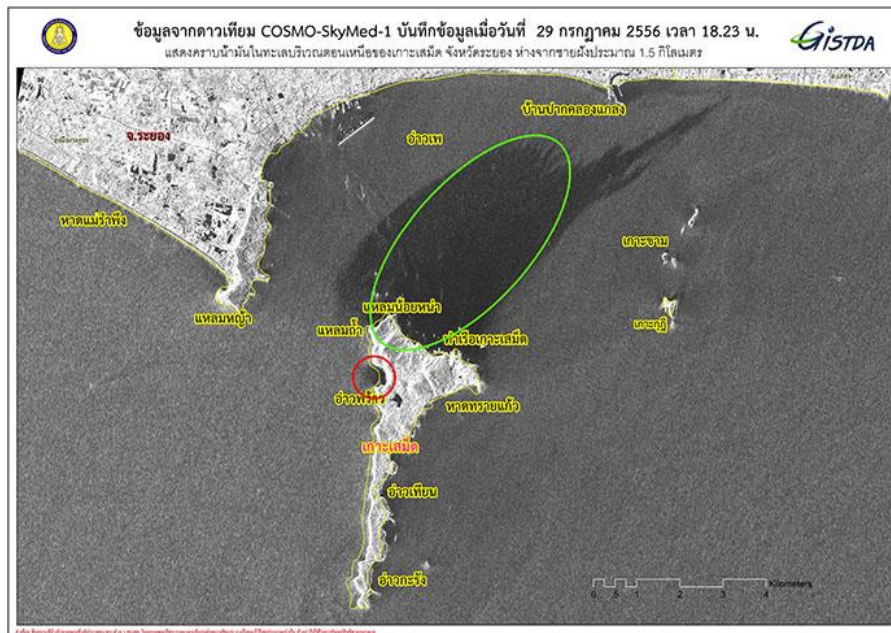 ข้อมูลจากดาวเทียม COSMO-SkyMed-1 บันทึกข้อมูลเมื่อวันที่ 29 กรกฏาคม 2556 เวลา 18.23 น.
แสดงคราบน้ำมันในทะเลบริเวณตอนเหนือของเกาะเสม็ด จังหวัดระยอง ห่างจากชายฝั่งประมาณ 1.5 กิโลเมตร
GISTDA
บ้านปากคลองแกลง
จ.ระยอง
อ่าวเพ
หาดแม่รำพึง
เกาะขาม
แหลมน้อยหน่า
แหลมหญ้า
แหลมถ้ำ
เกาะกุฎี
ท่าเรือเกาะเสม็ด
อ่าวพร้าว
หาดทรายแก้ว
เกาะเสม็ด
อ่าวเทียน
อ่าวกะรัง
Kilometers
0 0.5 1 2 3 4